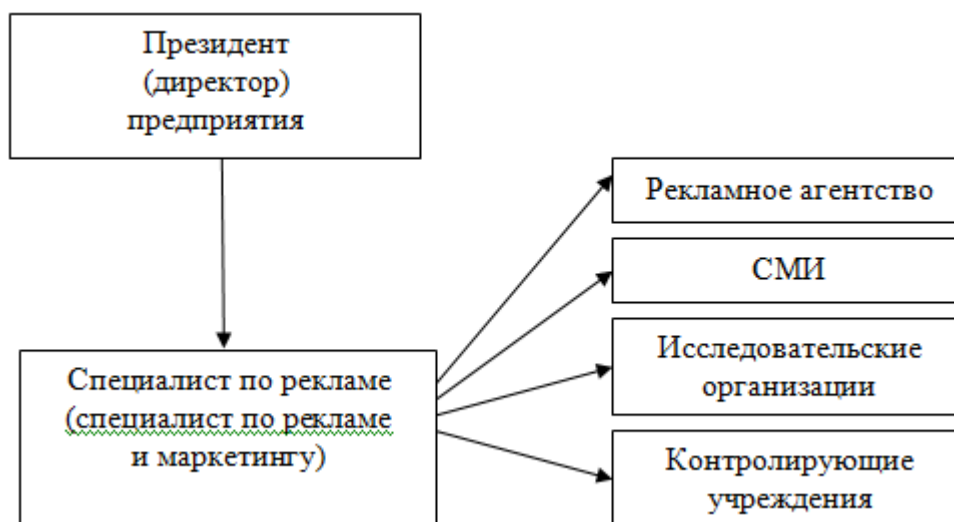 Президент
(директор)
предприятия
Рекламное агентство
СМИ
Исследовательские
организации
Специалист по рекламе
(специалист по рекламе
и маркетингу)
Контролирующие
учреждения